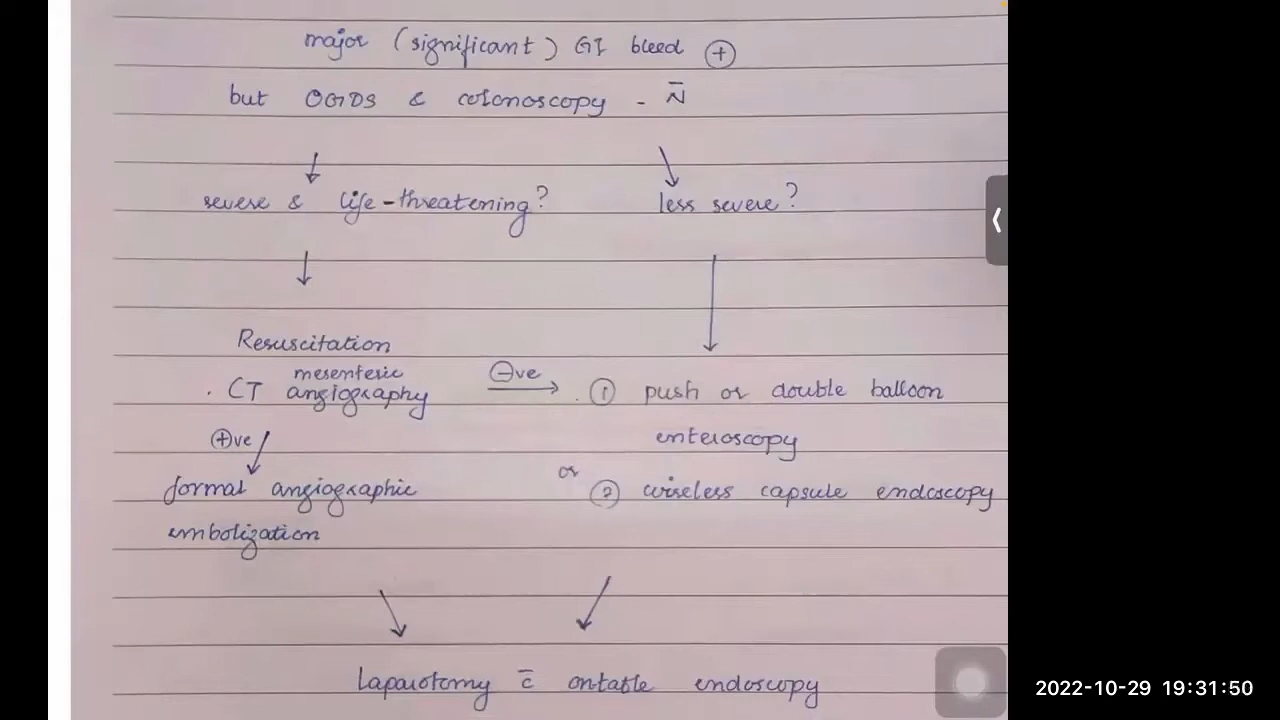 major (significant) GI bleed ⊕
but OGDS & colonoscopy - N̄
severe & life-threatening?
less severe?
Resuscitation
. CT mesenteric angiography
⊖ve
. ① push or double balloon
enteroscopy
⊕ve
or ② wireless capsule endoscopy
formal angiographic
embolization
Laparotomy c̄ ontable endoscopy
2022-10-29 19:31:50